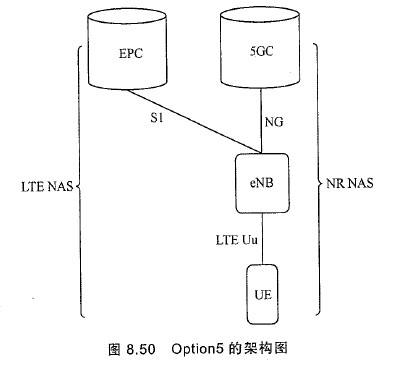 EPC
5GC
S1
NG
LTE NAS
eNB
NR NAS
LTE Uu
UE
图 8.50 Option5 的架构图